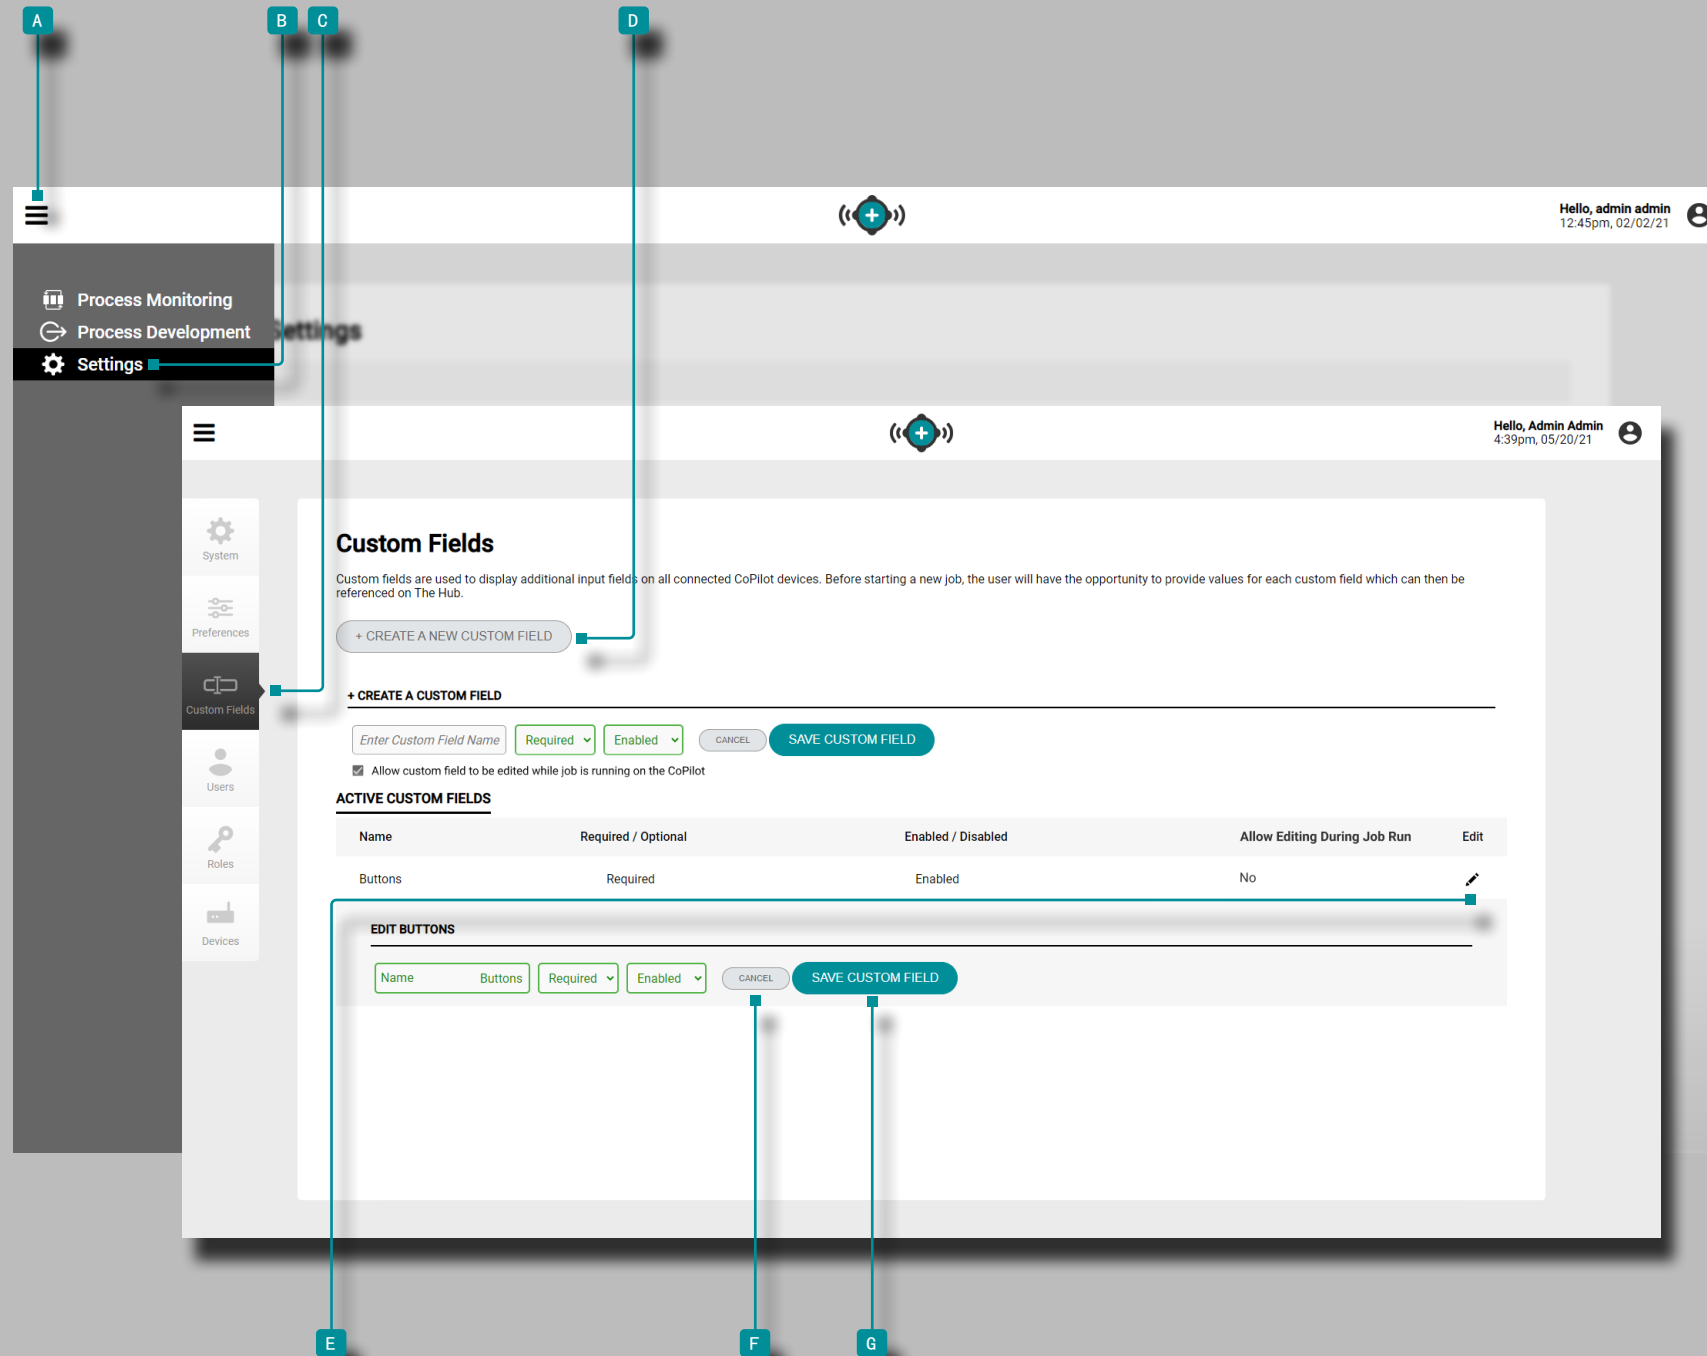 A B C D
Hello, admin admin
12:45pm, 02/02/21
Process Monitoring
Process Development
Settings
Settings
Hello, Admin Admin
4:39pm, 05/20/21
System
Preferences
Custom Fields
Users
Roles
Devices
Custom Fields
Custom fields are used to display additional input fields on all connected CoPilot devices. Before starting a new job, the user will have the opportunity to provide values for each custom field which can then be
referenced on The Hub.
+ CREATE A NEW CUSTOM FIELD
+ CREATE A CUSTOM FIELD
Enter Custom Field Name Required Enabled CANCEL SAVE CUSTOM FIELD
Allow custom field to be edited while job is running on the CoPilot
ACTIVE CUSTOM FIELDS
Name Required / Optional Enabled / Disabled Allow Editing During Job Run Edit
Buttons Required Enabled No
EDIT BUTTONS
Name Buttons Required Enabled CANCEL SAVE CUSTOM FIELD
E F G